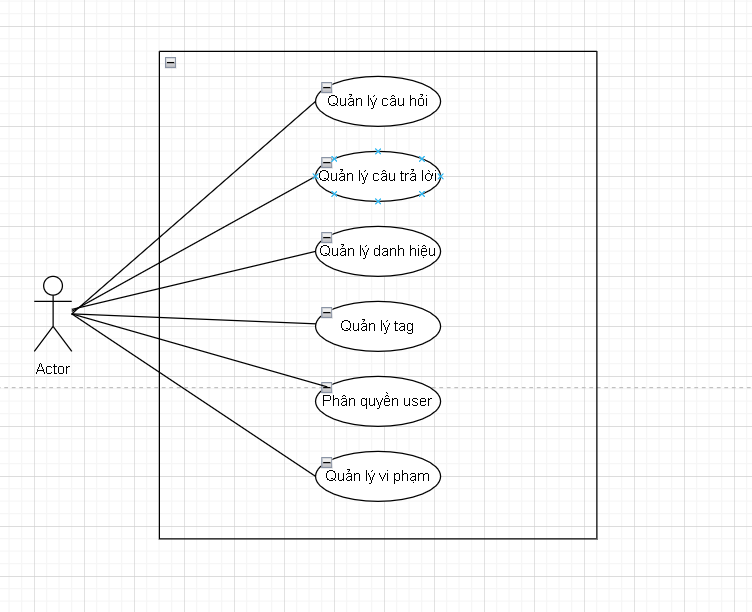 Quản lý câu hỏi
Quản lý câu trả lời
Quản lý danh hiệu
Quản lý tag
Actor
Phân quyền user
Quản lý vi phạm